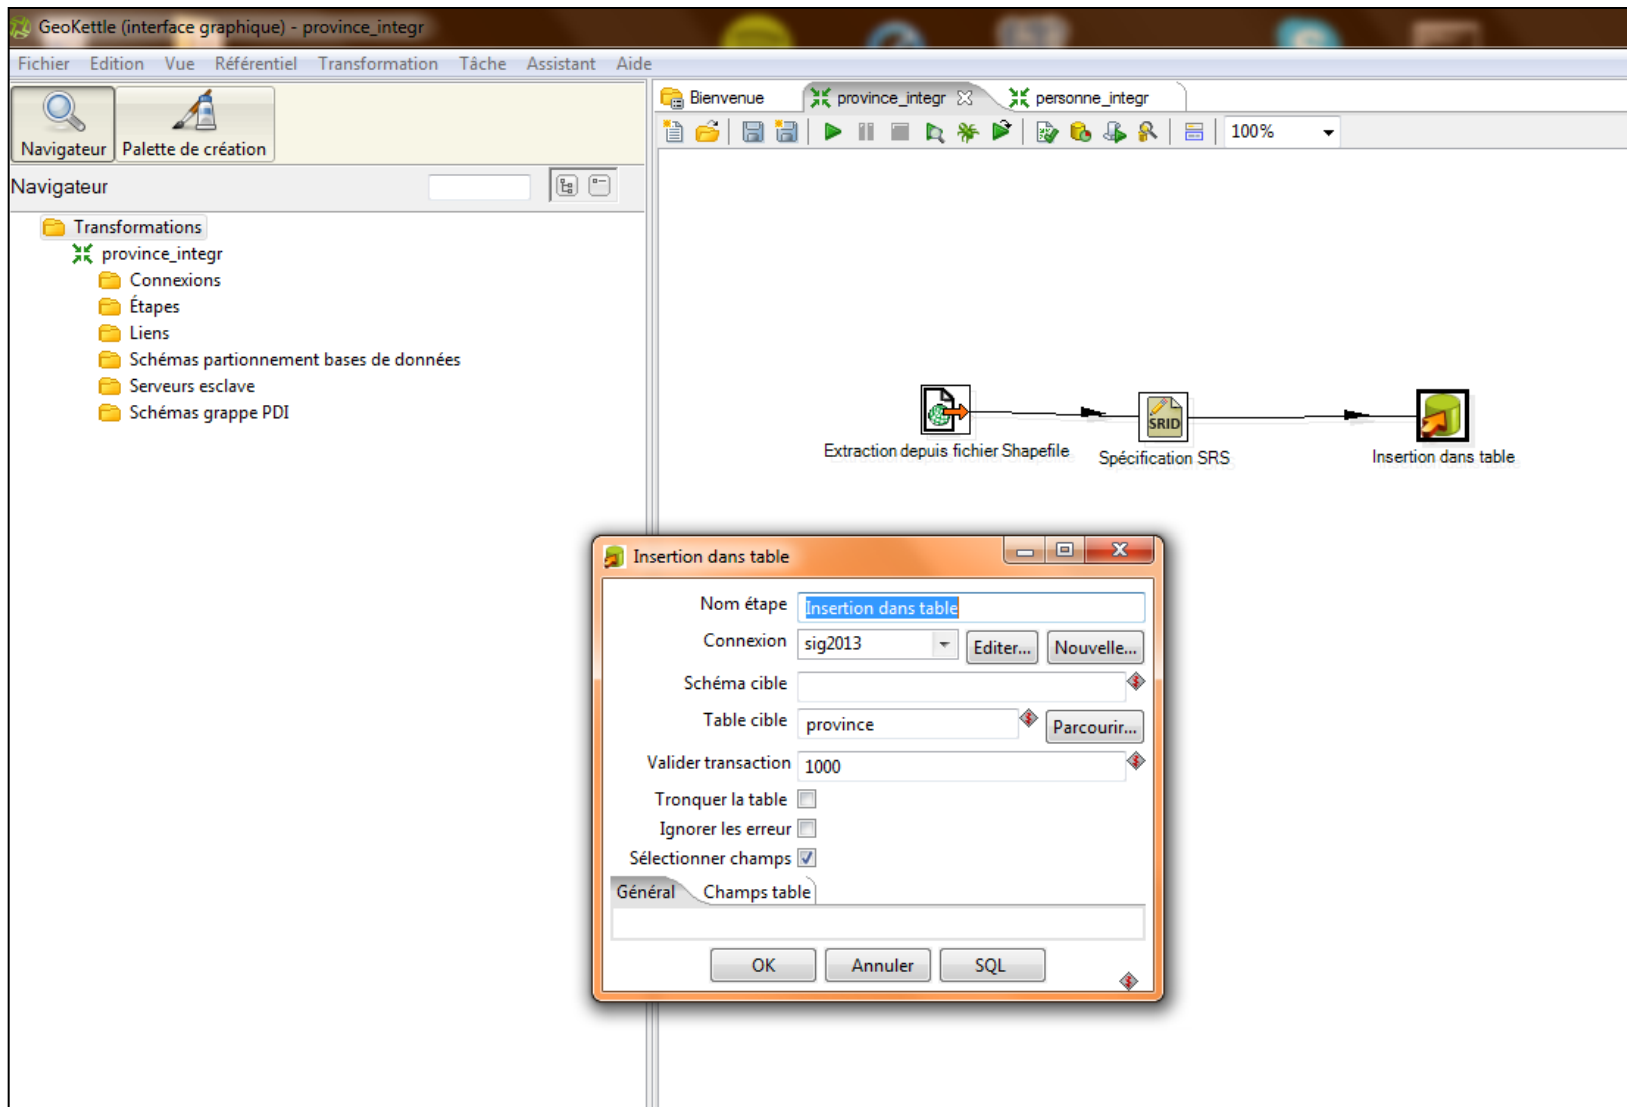 GeoKettle (interface graphique) - province_integr
Fichier Edition Vue Référentiel Transformation Tâche Assistant Aide
Navigateur Palette de création
Navigateur
Transformations
province_integr
Connexions
Étapes
Liens
Schémas partionnement bases de données
Serveurs esclave
Schémas grappe PDI
Bienvenue province_integr personne_integr
100%
SRID
Extraction depuis fichier Shapefile Spécification SRS Insertion dans table
Insertion dans table
Nom étape Insertion dans table
Connexion sig2013 Editer... Nouvelle...
Schéma cible
Table cible province Parcourir...
Valider transaction 1000
Tronquer la table
Ignorer les erreur
Sélectionner champs
Général Champs table
OK Annuler SQL